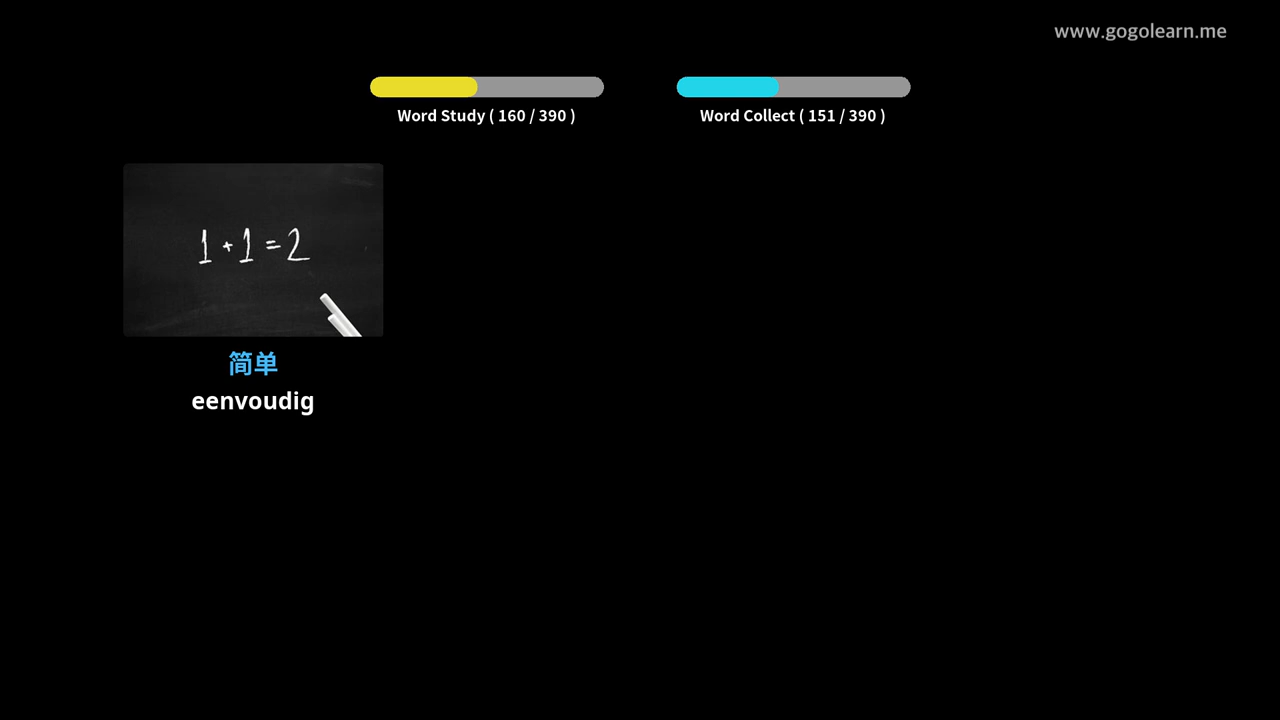 www.gogolearn.me
Word Study ( 160 / 390 )
Word Collect ( 151 / 390 )
1 + 1 = 2
简单
eenvoudig